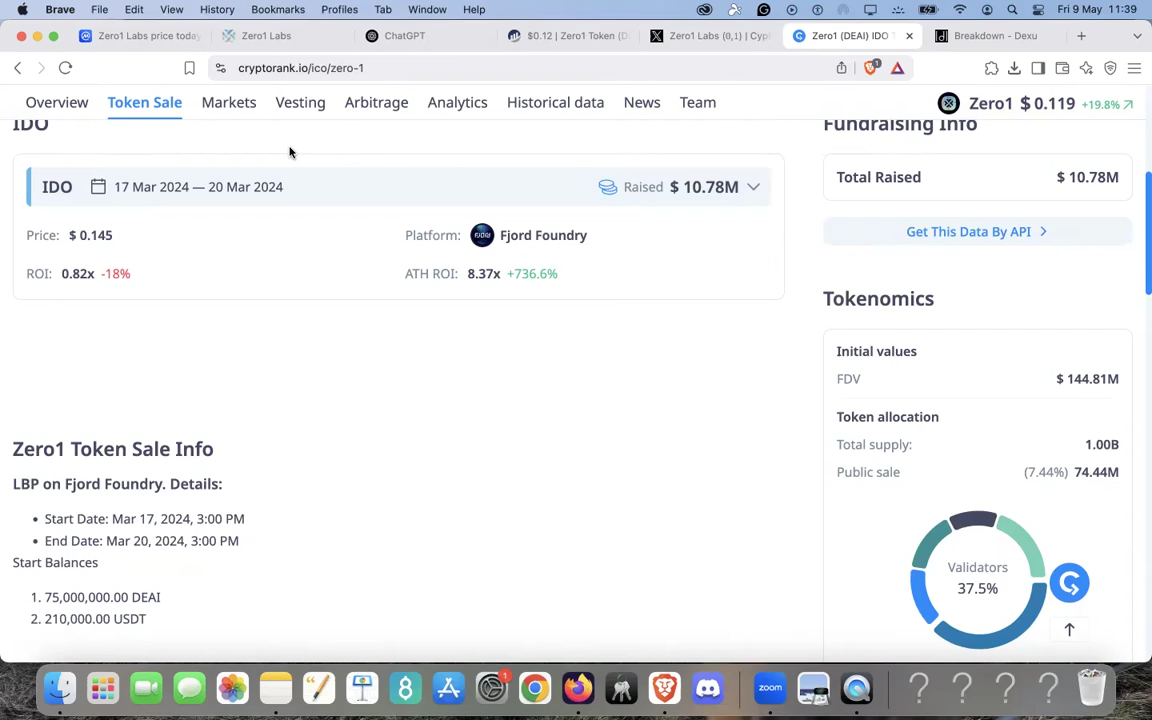 Brave File Edit View History Bookmarks Profiles Tab Window Help Fri 9 May 11:39
Zero1 Labs price today Zero1 Labs ChatGPT $0.12 | Zero1 Token (D Zero1 Labs (0,1) | Cyp Zero1 (DEAI) IDO Breakdown - Dexu
cryptorank.io/ico/zero-1 1
Overview Token Sale Markets Vesting Arbitrage Analytics Historical data News Team Zero1 $ 0.119 +19.8%
IDO
Fundraising Info
IDO 17 Mar 2024 — 20 Mar 2024 Raised $ 10.78M
Total Raised $ 10.78M
Price: $ 0.145 Platform: Fjord Foundry
Get This Data By API
ROI: 0.82x -18% ATH ROI: 8.37x +736.6%
Tokenomics
Initial values
FDV $ 144.81M
Token allocation
Total supply: 1.00B
Public sale (7.44%) 74.44M
Validators
37.5%
Zero1 Token Sale Info
LBP on Fjord Foundry. Details:
• Start Date: Mar 17, 2024, 3:00 PM
• End Date: Mar 20, 2024, 3:00 PM
Start Balances
1. 75,000,000.00 DEAI
2. 210,000.00 USDT
8 1 zoom ? ? ? ?